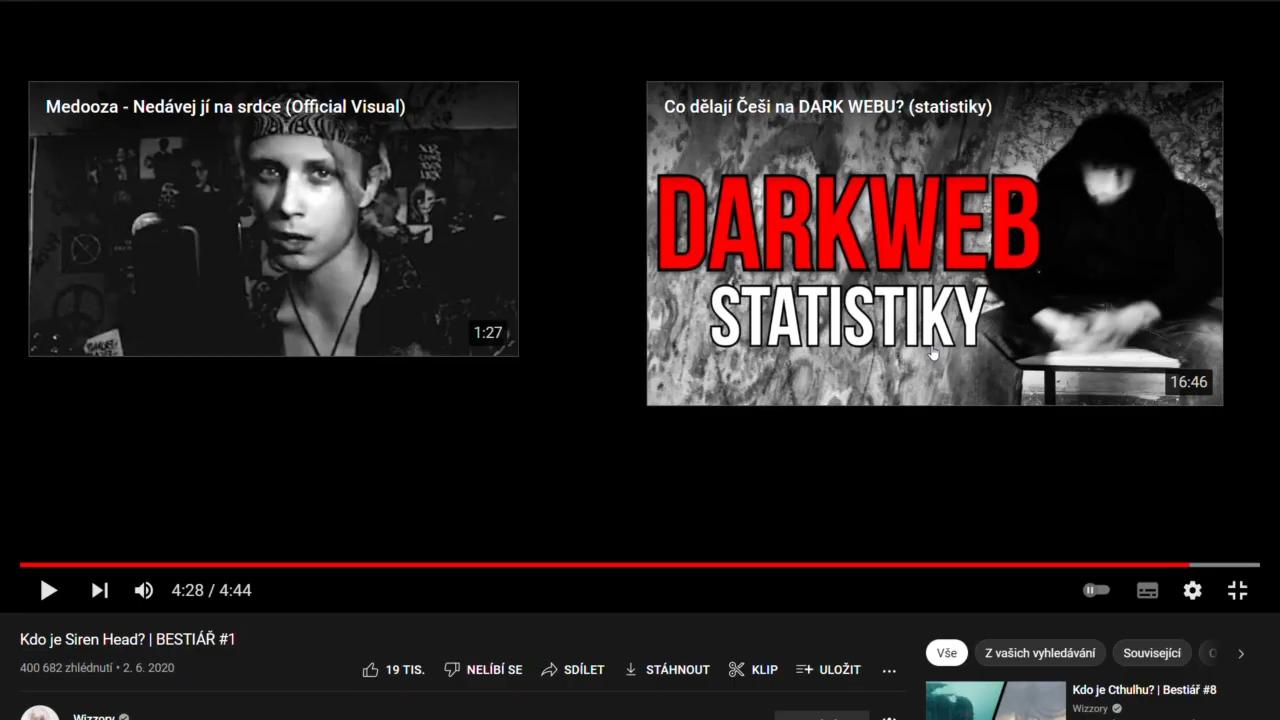 Medooza - Nedávej jí na srdce (Official Visual)
1:27
Co dělají Češi na DARK WEBU? (statistiky)
DARKWEB
STATISTIKY
16:46
4:28 / 4:44
Kdo je Siren Head? | BESTIÁŘ #1
400 682 zhlédnutí • 2. 6. 2020
19 TIS. NELÍBÍ SE SDÍLET STÁHNOUT KLIP ULOŽIT ...
Wizzory
Vše Z vašich vyhledávání Související
Kdo je Cthulhu? | Bestiář #8
Wizzory